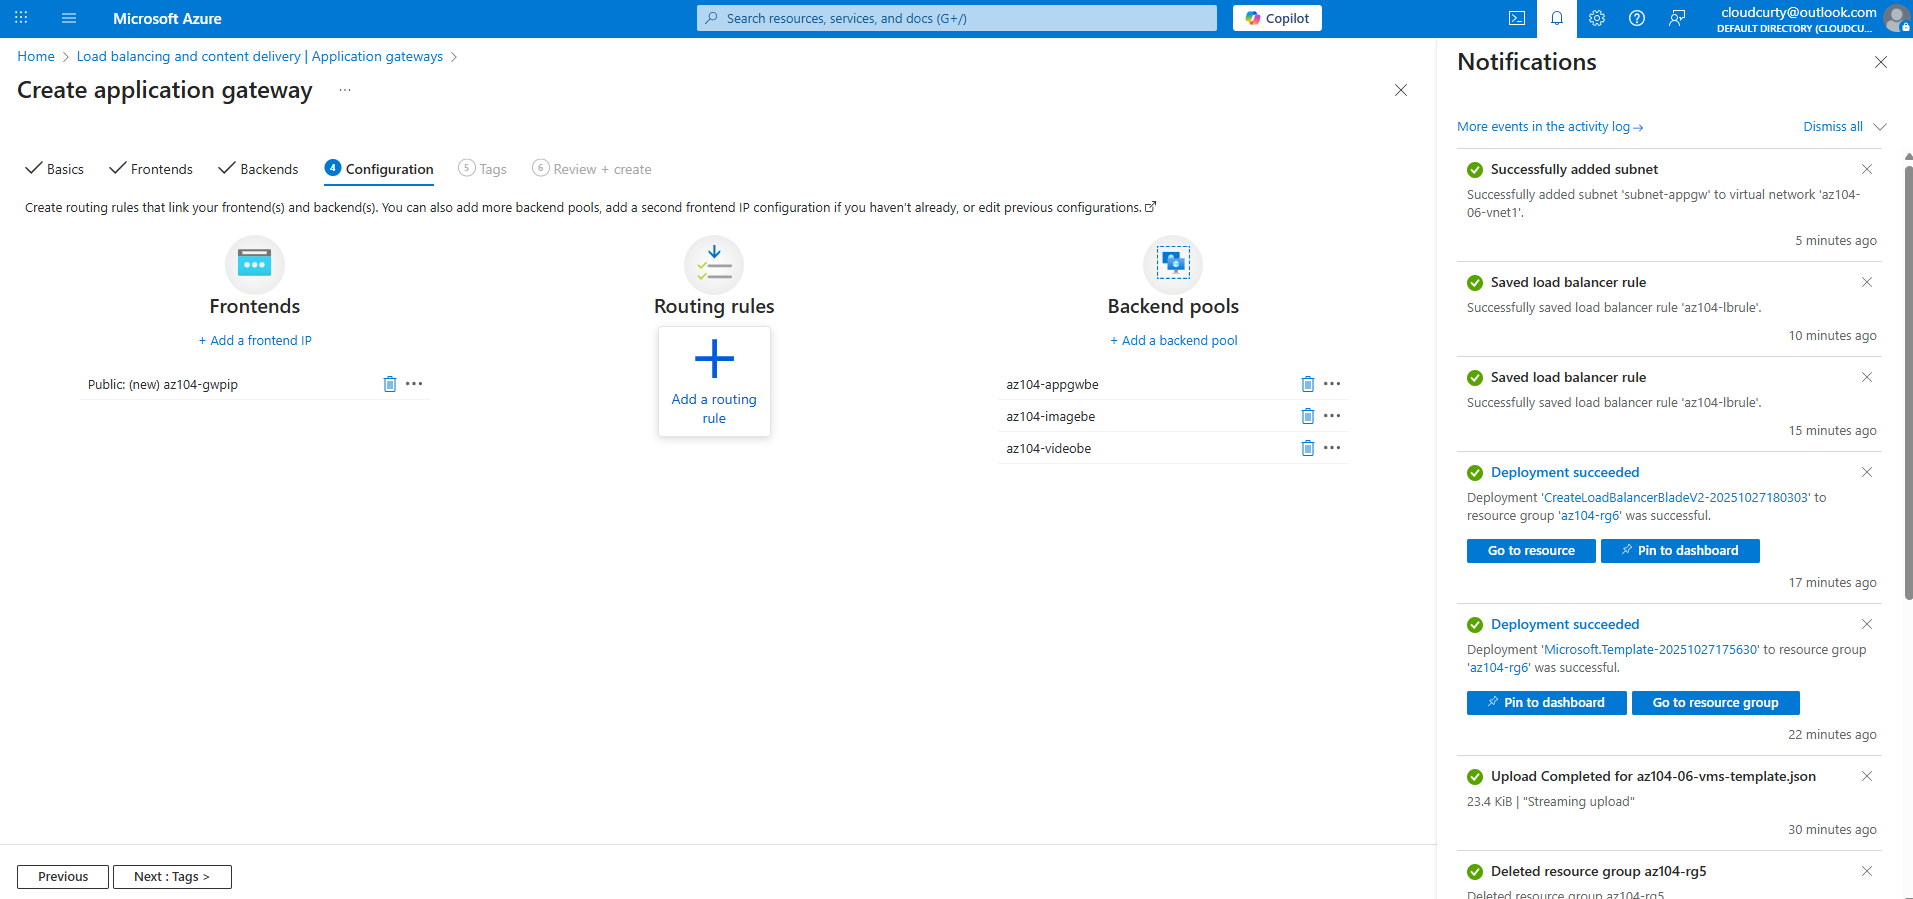 Microsoft Azure
Search resources, services, and docs (G+/)
Copilot
cloudcurty@outlook.com
DEFAULT DIRECTORY (CLOUDCU...
Home > Load balancing and content delivery | Application gateways >
Create application gateway ...
Basics
Frontends
Backends
4 Configuration
5 Tags
6 Review + create
Create routing rules that link your frontend(s) and backend(s). You can also add more backend pools, add a second frontend IP configuration if you haven't already, or edit previous configurations.
Frontends
+ Add a frontend IP
Public: (new) az104-gwpip
Routing rules
Add a routing
rule
Backend pools
+ Add a backend pool
az104-appgwbe
az104-imagebe
az104-videobe
Previous
Next : Tags >
Notifications
More events in the activity log →
Dismiss all
Successfully added subnet
Successfully added subnet 'subnet-appgw' to virtual network 'az104-
06-vnet1'.
5 minutes ago
Saved load balancer rule
Successfully saved load balancer rule 'az104-lbrule'.
10 minutes ago
Saved load balancer rule
Successfully saved load balancer rule 'az104-lbrule'.
15 minutes ago
Deployment succeeded
Deployment 'CreateLoadBalancerBladeV2-20251027180303' to
resource group 'az104-rg6' was successful.
Go to resource
Pin to dashboard
17 minutes ago
Deployment succeeded
Deployment 'Microsoft.Template-20251027175630' to resource group
'az104-rg6' was successful.
Pin to dashboard
Go to resource group
22 minutes ago
Upload Completed for az104-06-vms-template.json
23.4 KiB | "Streaming upload"
30 minutes ago
Deleted resource group az104-rg5
Deleted resource group az104-rg5